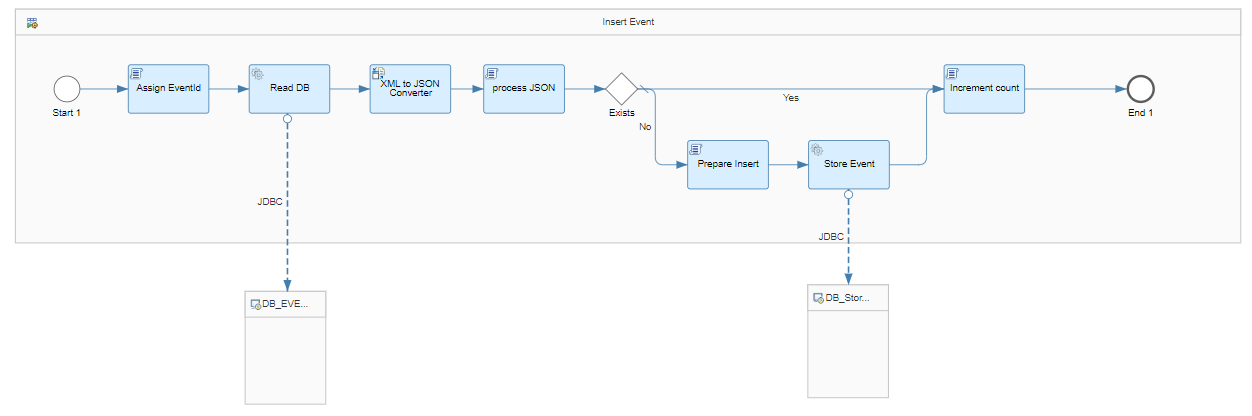 Insert Event
Start 1
Assign EventId
Read DB
XML to JSON
Converter
process JSON
Exists
Yes
No
Increment count
End 1
Prepare Insert
Store Event
JDBC
JDBC
DB_EVE...
DB_Stor...